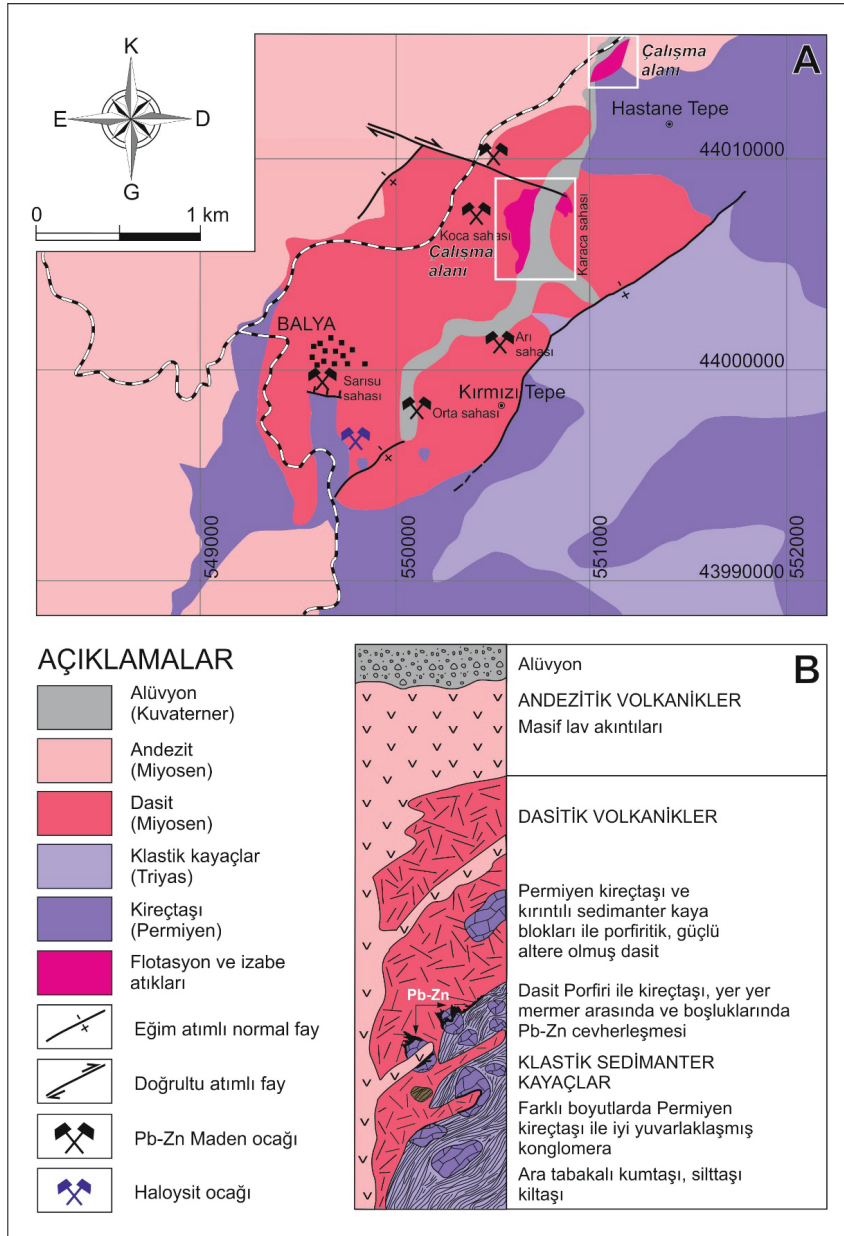 K
E
D
G
0
1 km
A
Çalışma
alanı
Hastane Tepe
44010000
Koca sahası
Çalışma
alanı
Karaca sahası
BALYA
Arı
sahası
44000000
Sarısu
sahası
Kırmızı Tepe
Orta sahası
549000
550000
551000
552000
43990000
AÇIKLAMALAR
Alüvyon
(Kuvaterner)
Andezit
(Miyosen)
Dasit
(Miyosen)
Klastik kayaçlar
(Triyas)
Kireçtaşı
(Permiyen)
Flotasyon ve izabe
atıkları
Eğim atımlı normal fay
Doğrultu atımlı fay
Pb-Zn Maden ocağı
Haloysit ocağı
B
Alüvyon
ANDEZİTİK VOLKANİKLER
Masif lav akıntıları
DASİTİK VOLKANİKLER
Permiyen kireçtaşı ve
kırıntılı sedimanter kaya
blokları ile porfiritik, güçlü
altere olmuş dasit
Pb-Zn
Dasit Porfiri ile kireçtaşı, yer yer
mermer arasında ve boşluklarında
Pb-Zn cevherleşmesi
KLASTİK SEDİMANTER
KAYAÇLAR
Farklı boyutlarda Permiyen
kireçtaşı ile iyi yuvarlaklaşmış
konglomera
Ara tabakalı kumtaşı, silttaşı
kiltaşı